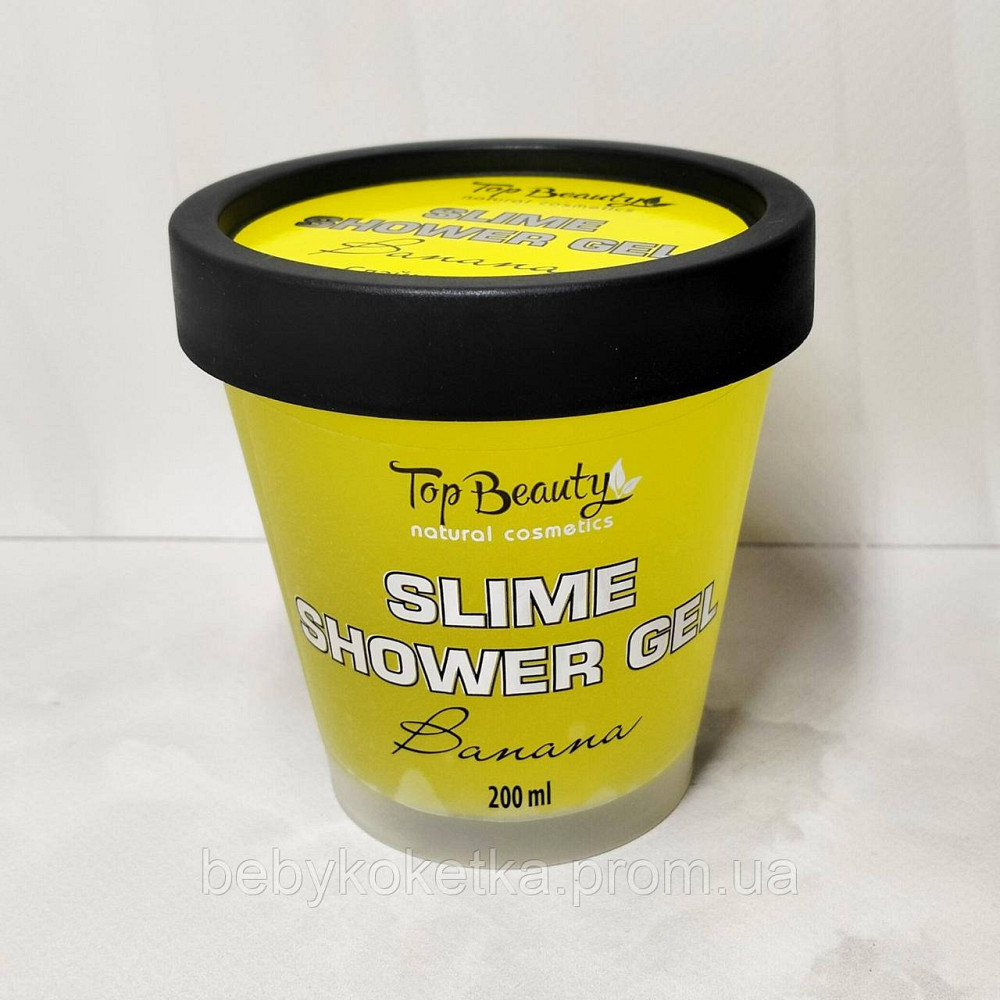 Top Beauty
natural cosmetics
SLIME
SHOWER GEL
Banana
Top Beauty
natural cosmetics
SLIME
SHOWER GEL
Banana
200 ml
bebykoketka.prom.ua